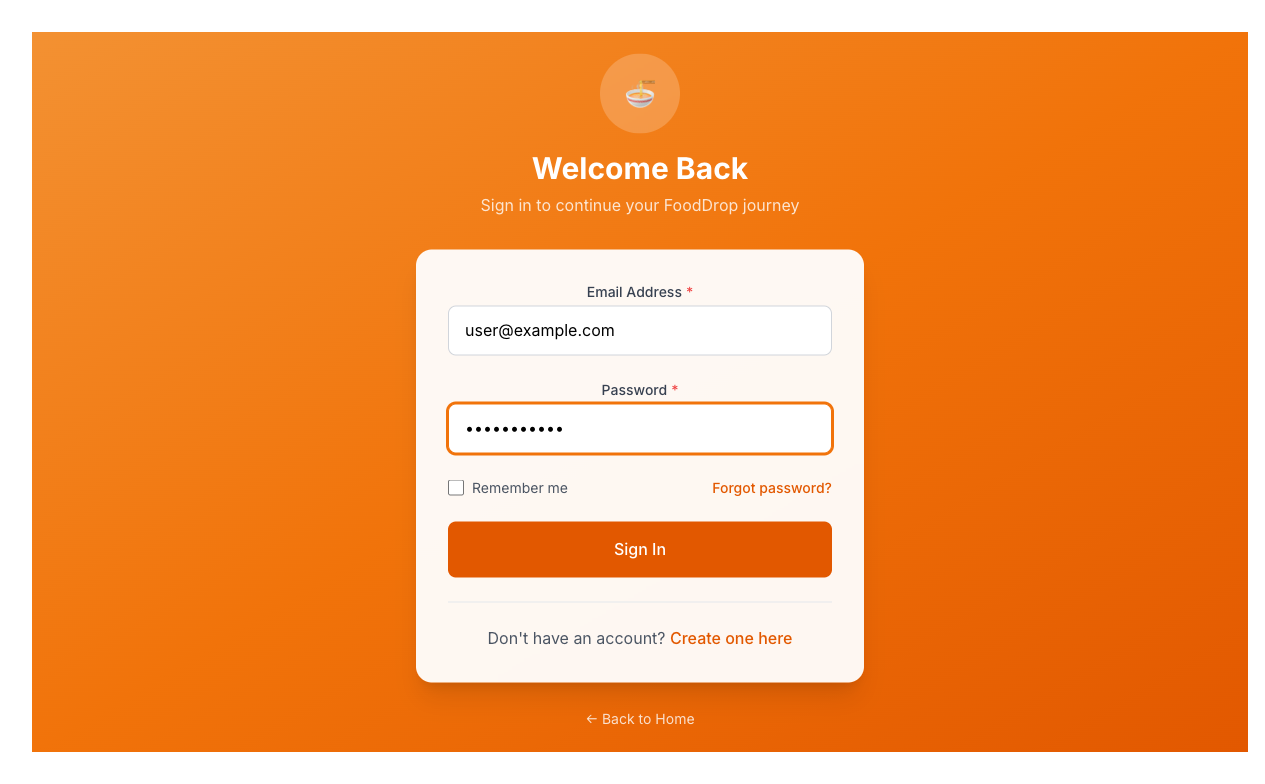 Welcome Back
Sign in to continue your FoodDrop journey
Email Address *
user@example.com
Password *
•••••••••••
Remember me
Forgot password?
Sign In
Don't have an account? Create one here
← Back to Home